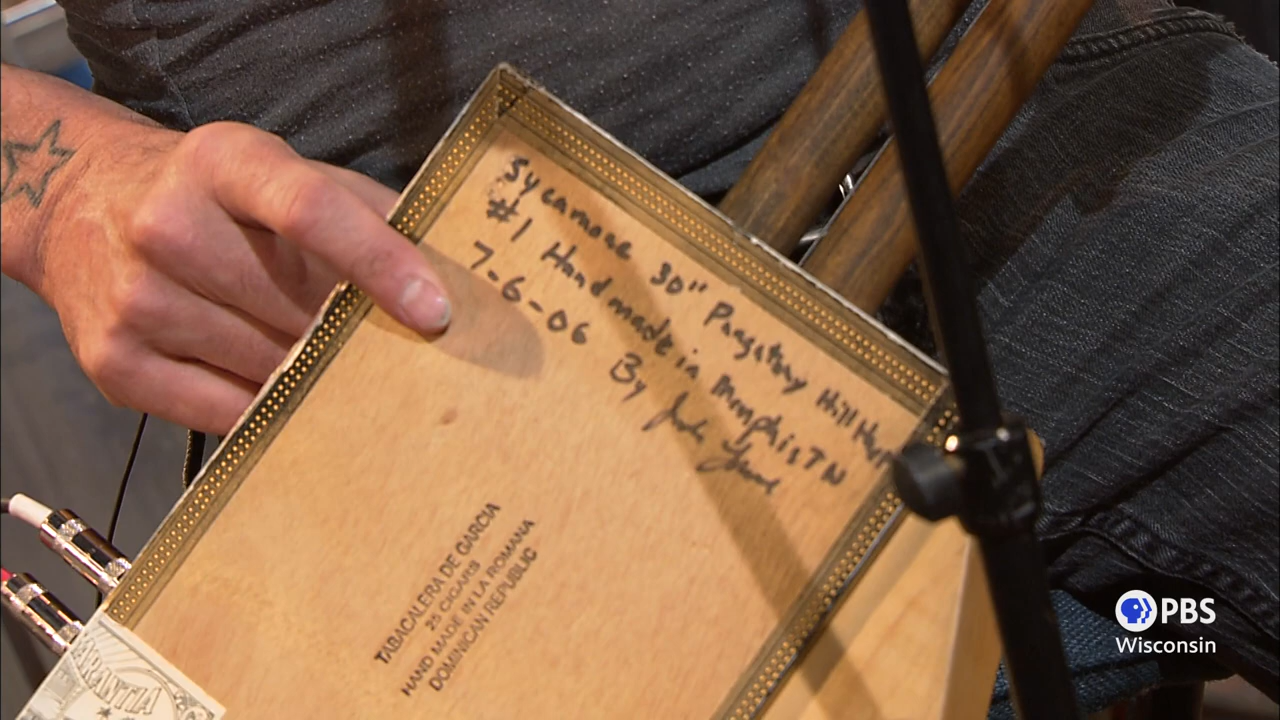 Sycamore 30" Purgatory Hill Harp
#1 Handmade in Memphis, TN
7-6-06 By
TABACALERA DE GARCIA
25 CIGARS
HAND MADE IN LA ROMANA
DOMINICAN REPUBLIC
PBS
Wisconsin